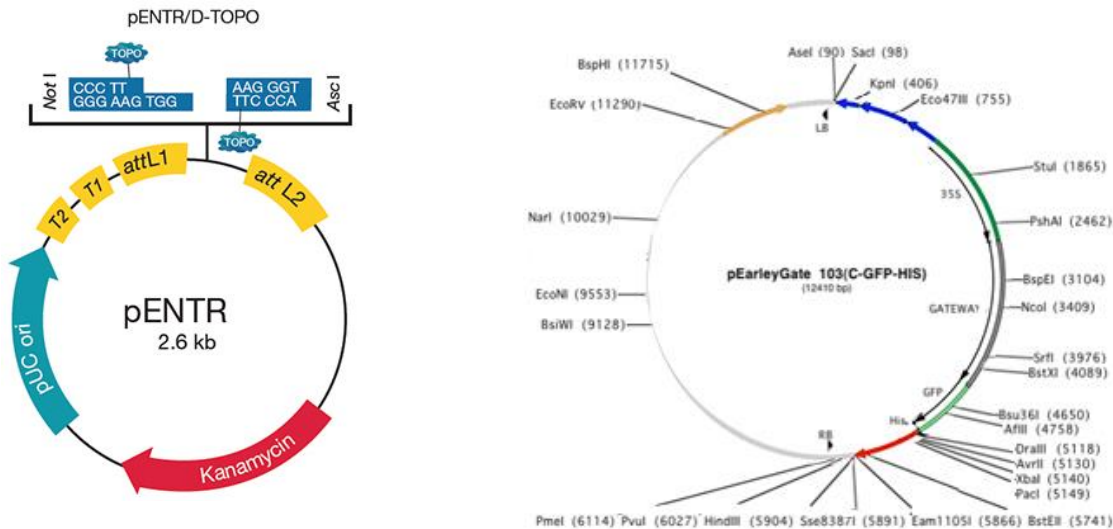 pENTR/D-TOPO
TOPO
Not I
CCC TT
GGG AAG TGG
AAG GGT
TTC CCA
Asc I
TOPO
attL1
att L2
T1
T2
pUC ori
pENTR
2.6 kb
Kanamycin
AseI (90)
SacI (98)
BspHI (11715)
KpnI (406)
Eco47III (755)
EcoRV (11290)
LB
StuI (1865)
35S
PshAI (2462)
NarI (10029)
pEarleyGate 103(C-GFP-HIS)
(12410 bp)
BspEI (3104)
EcoNI (9553)
GATEWA?
NcoI (3409)
BsiWI (9128)
SrfI (3976)
BstXI (4089)
GFP
Bsu36I (4650)
His
AflII (4758)
RB
DraIII (5118)
AvrII (5130)
XbaI (5140)
PacI (5149)
PmeI (6114) PvuI (6027) HindIII (5904) Sse8387I (5891) Eam1105I (5866) BstEII (5741)